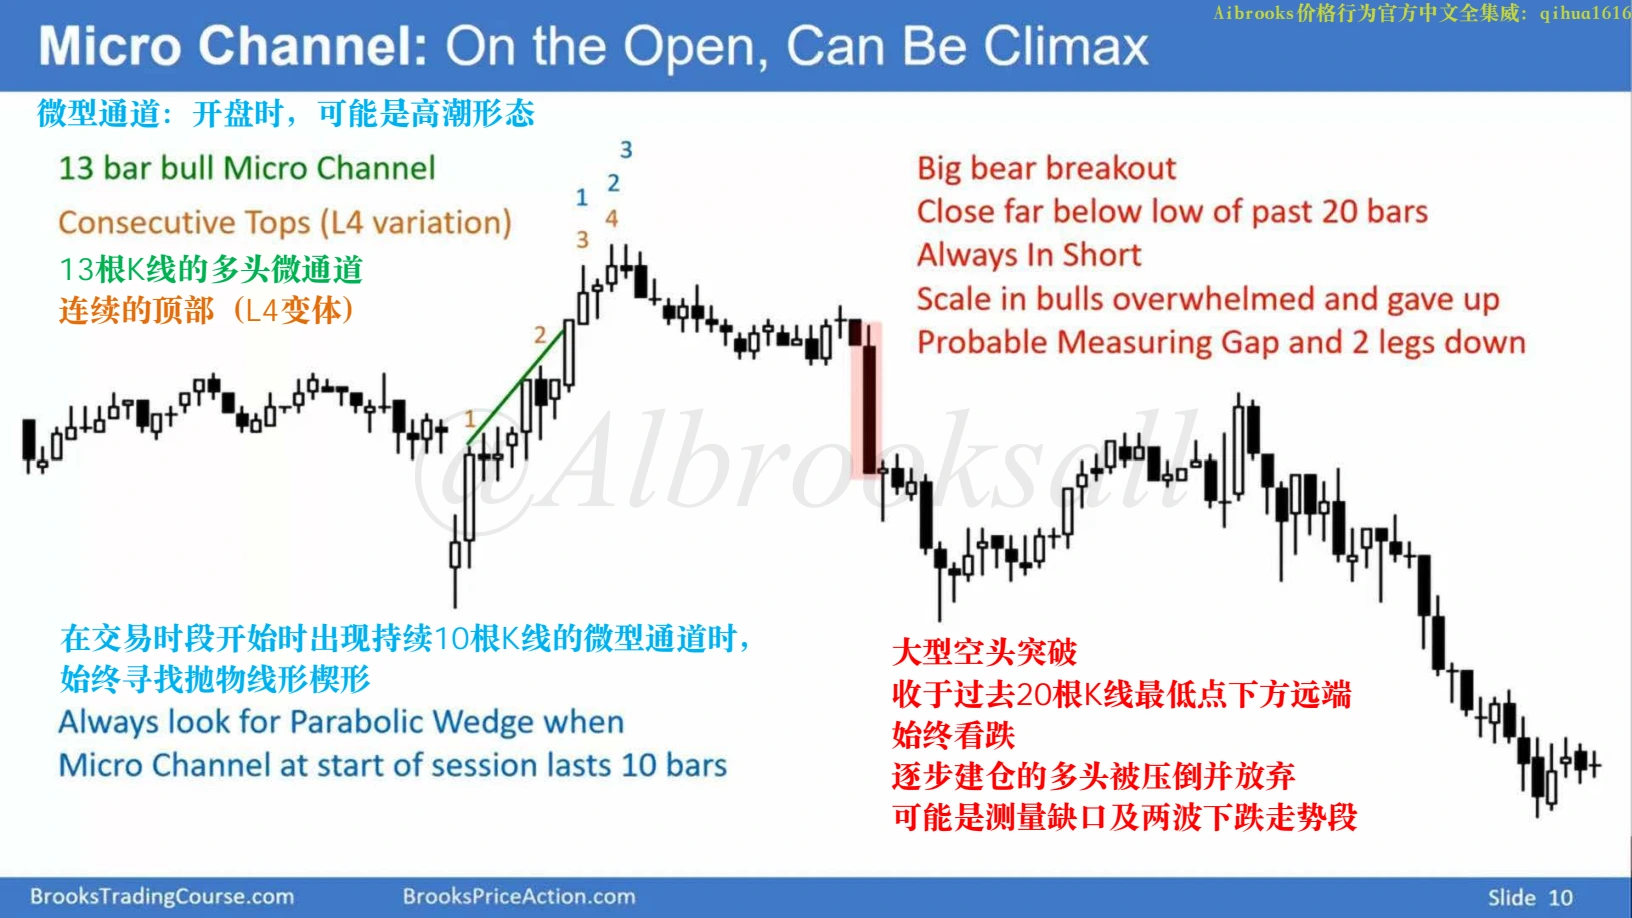 Aibrooks价格行为官方中文全集威：qihua1616
Micro Channel: On the Open, Can Be Climax
微型通道：开盘时，可能是高潮形态
13 bar bull Micro Channel
Consecutive Tops (L4 variation)
13根K线的多头微通道
连续的顶部（L4变体）
3
2
1
4
3
2
1
Big bear breakout
Close far below low of past 20 bars
Always In Short
Scale in bulls overwhelmed and gave up
Probable Measuring Gap and 2 legs down
@Albrooksall
在交易时段开始时出现持续10根K线的微型通道时，
始终寻找抛物线形楔形
Always look for Parabolic Wedge when
Micro Channel at start of session lasts 10 bars
大型空头突破
收于过去20根K线最低点下方远端
始终看跌
逐步建仓的多头被压倒并放弃
可能是测量缺口及两波下跌走势段
BrooksTradingCourse.com
BrooksPriceAction.com
Slide 10